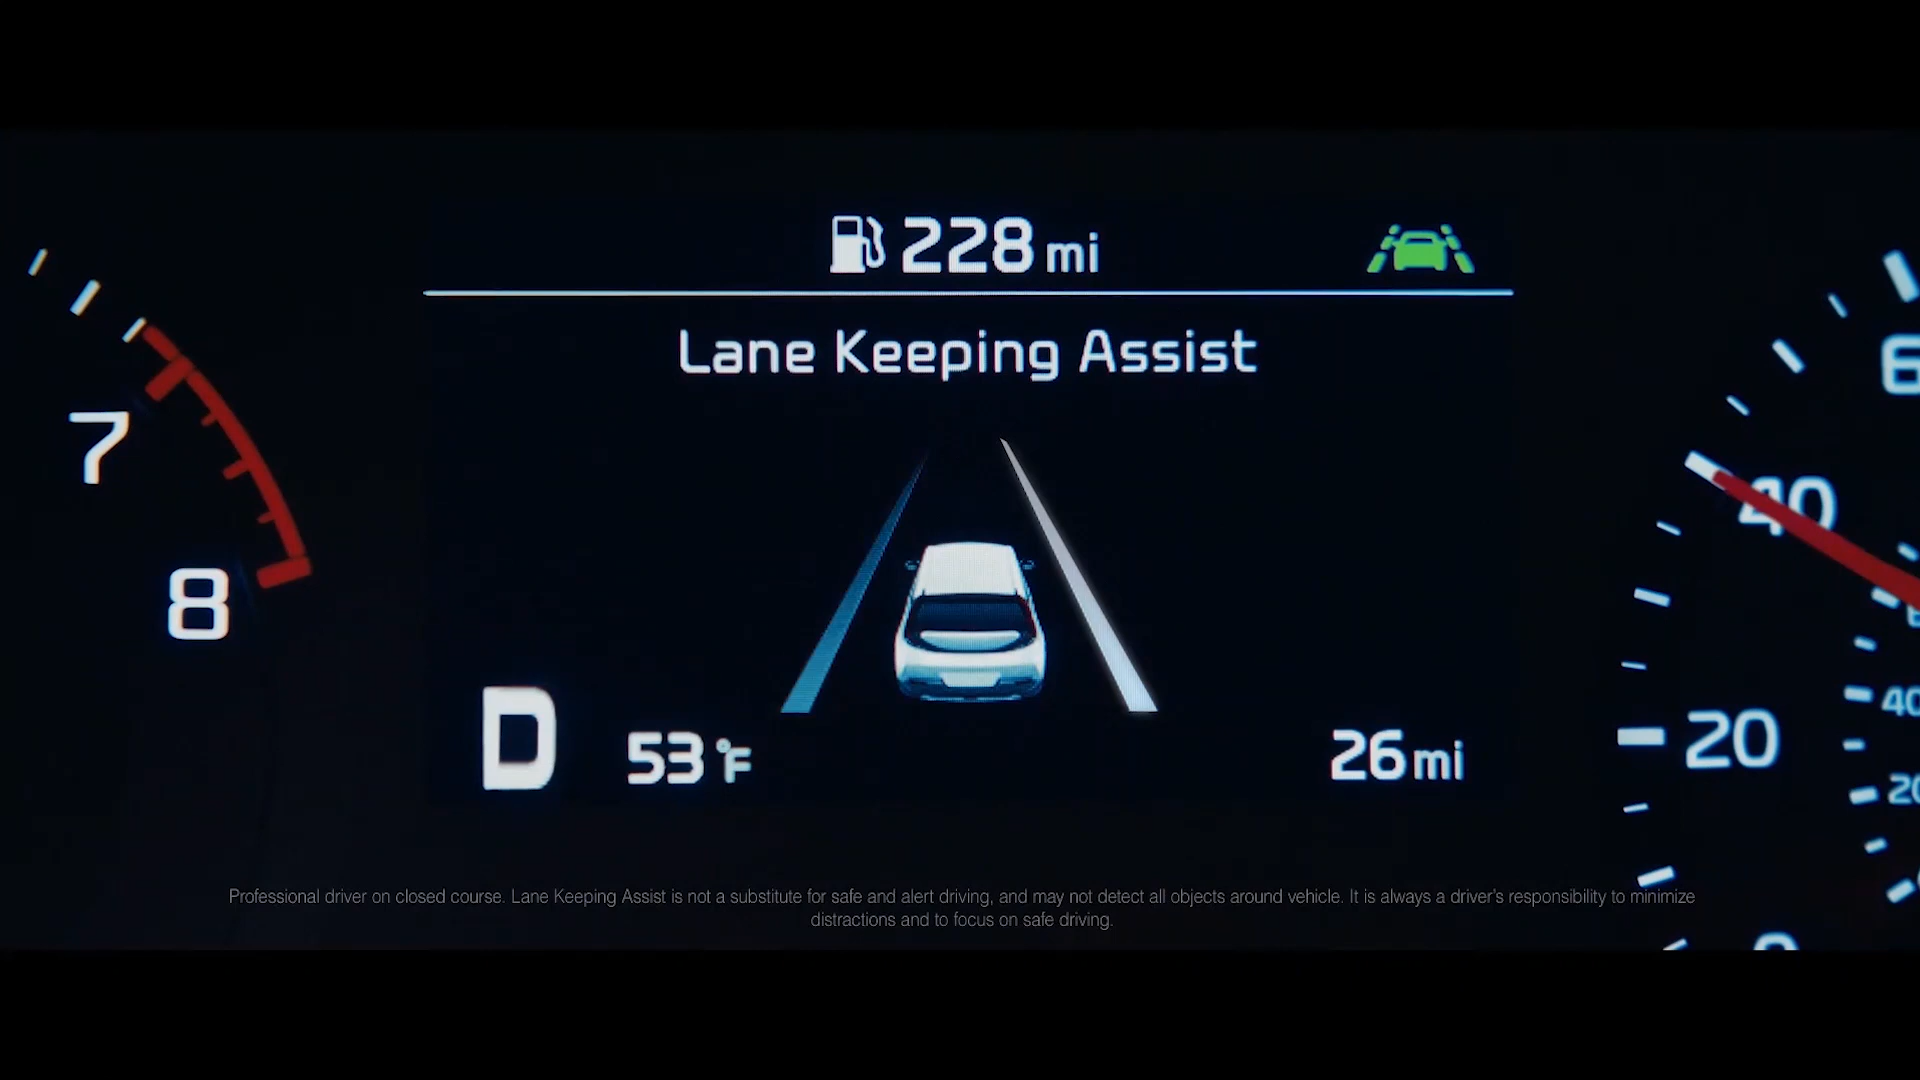 228 mi
Lane Keeping Assist
7
8
D
53 °F
26 mi
40
20
40
Professional driver on closed course. Lane Keeping Assist is not a substitute for safe and alert driving, and may not detect all objects around vehicle. It is always a driver's responsibility to minimize
distractions and to focus on safe driving.